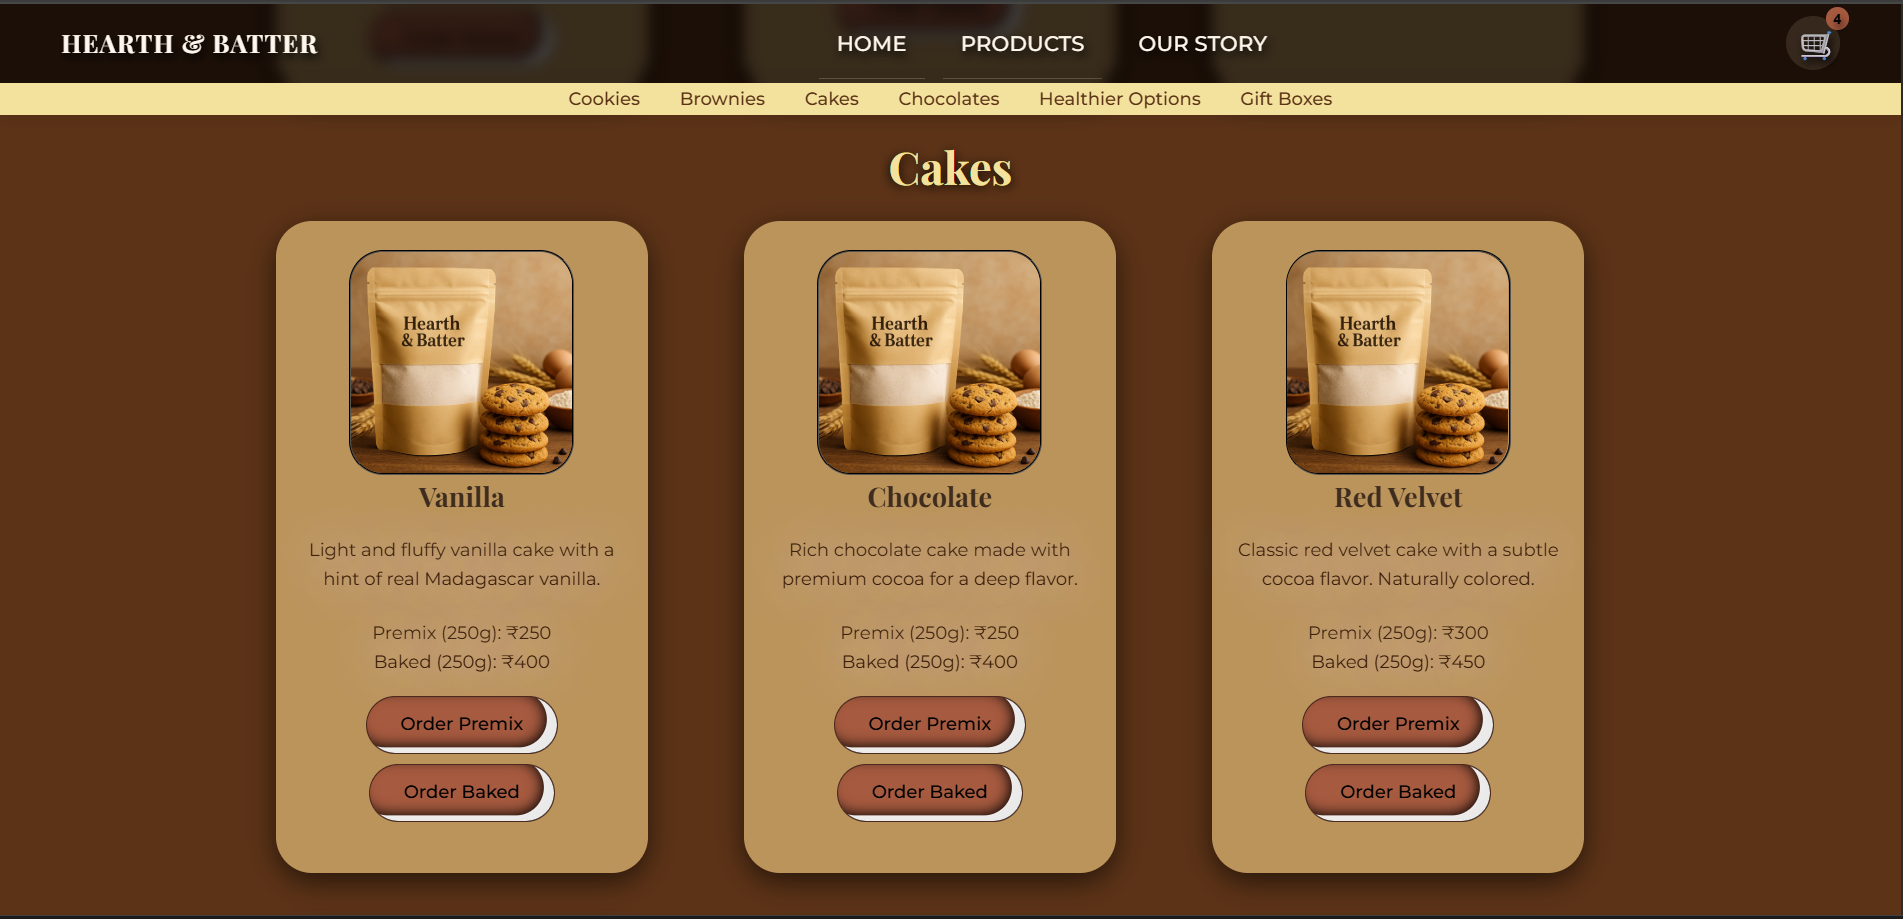 HEARTH & BATTER
HOME PRODUCTS OUR STORY
4
Cookies Brownies Cakes Chocolates Healthier Options Gift Boxes
Cakes
Hearth
& Batter
Vanilla
Light and fluffy vanilla cake with a
hint of real Madagascar vanilla.
Premix (250g): ₹250
Baked (250g): ₹400
Order Premix
Order Baked
Hearth
& Batter
Chocolate
Rich chocolate cake made with
premium cocoa for a deep flavor.
Premix (250g): ₹250
Baked (250g): ₹400
Order Premix
Order Baked
Hearth
& Batter
Red Velvet
Classic red velvet cake with a subtle
cocoa flavor. Naturally colored.
Premix (250g): ₹300
Baked (250g): ₹450
Order Premix
Order Baked